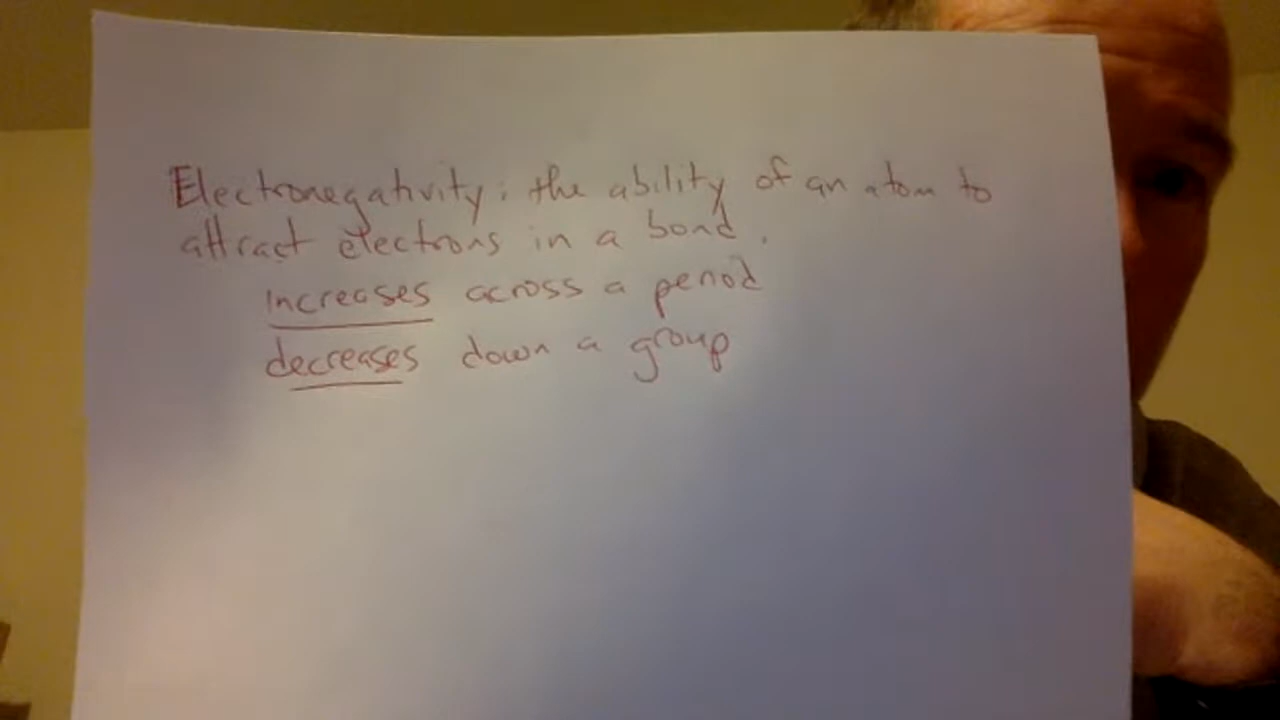 Electronegativity: the ability of an atom to
attract electrons in a bond.
increases across a period
decreases down a group